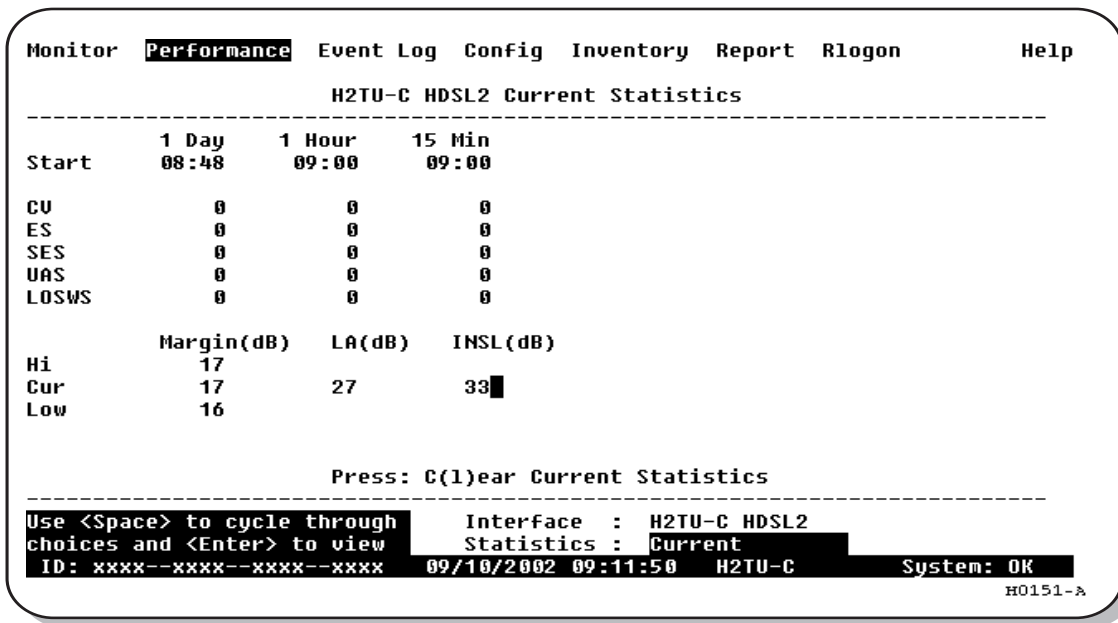 Monitor Performance Event Log Config Inventory Report Rlogon Help
H2TU-C HDSL2 Current Statistics
1 Day 1 Hour 15 Min
Start 08:48 09:00 09:00
CV 0 0 0
ES 0 0 0
SES 0 0 0
UAS 0 0 0
LOSWS 0 0 0
Margin(dB) LA(dB) INSL(dB)
Hi 17
Cur 17 27 33
Low 16
Press: C(l)ear Current Statistics
Use <Space> to cycle through Interface : H2TU-C HDSL2
choices and <Enter> to view Statistics : Current
ID: xxxx--xxxx--xxxx--xxxx 09/10/2002 09:11:50 H2TU-C System: OK
H0151-A